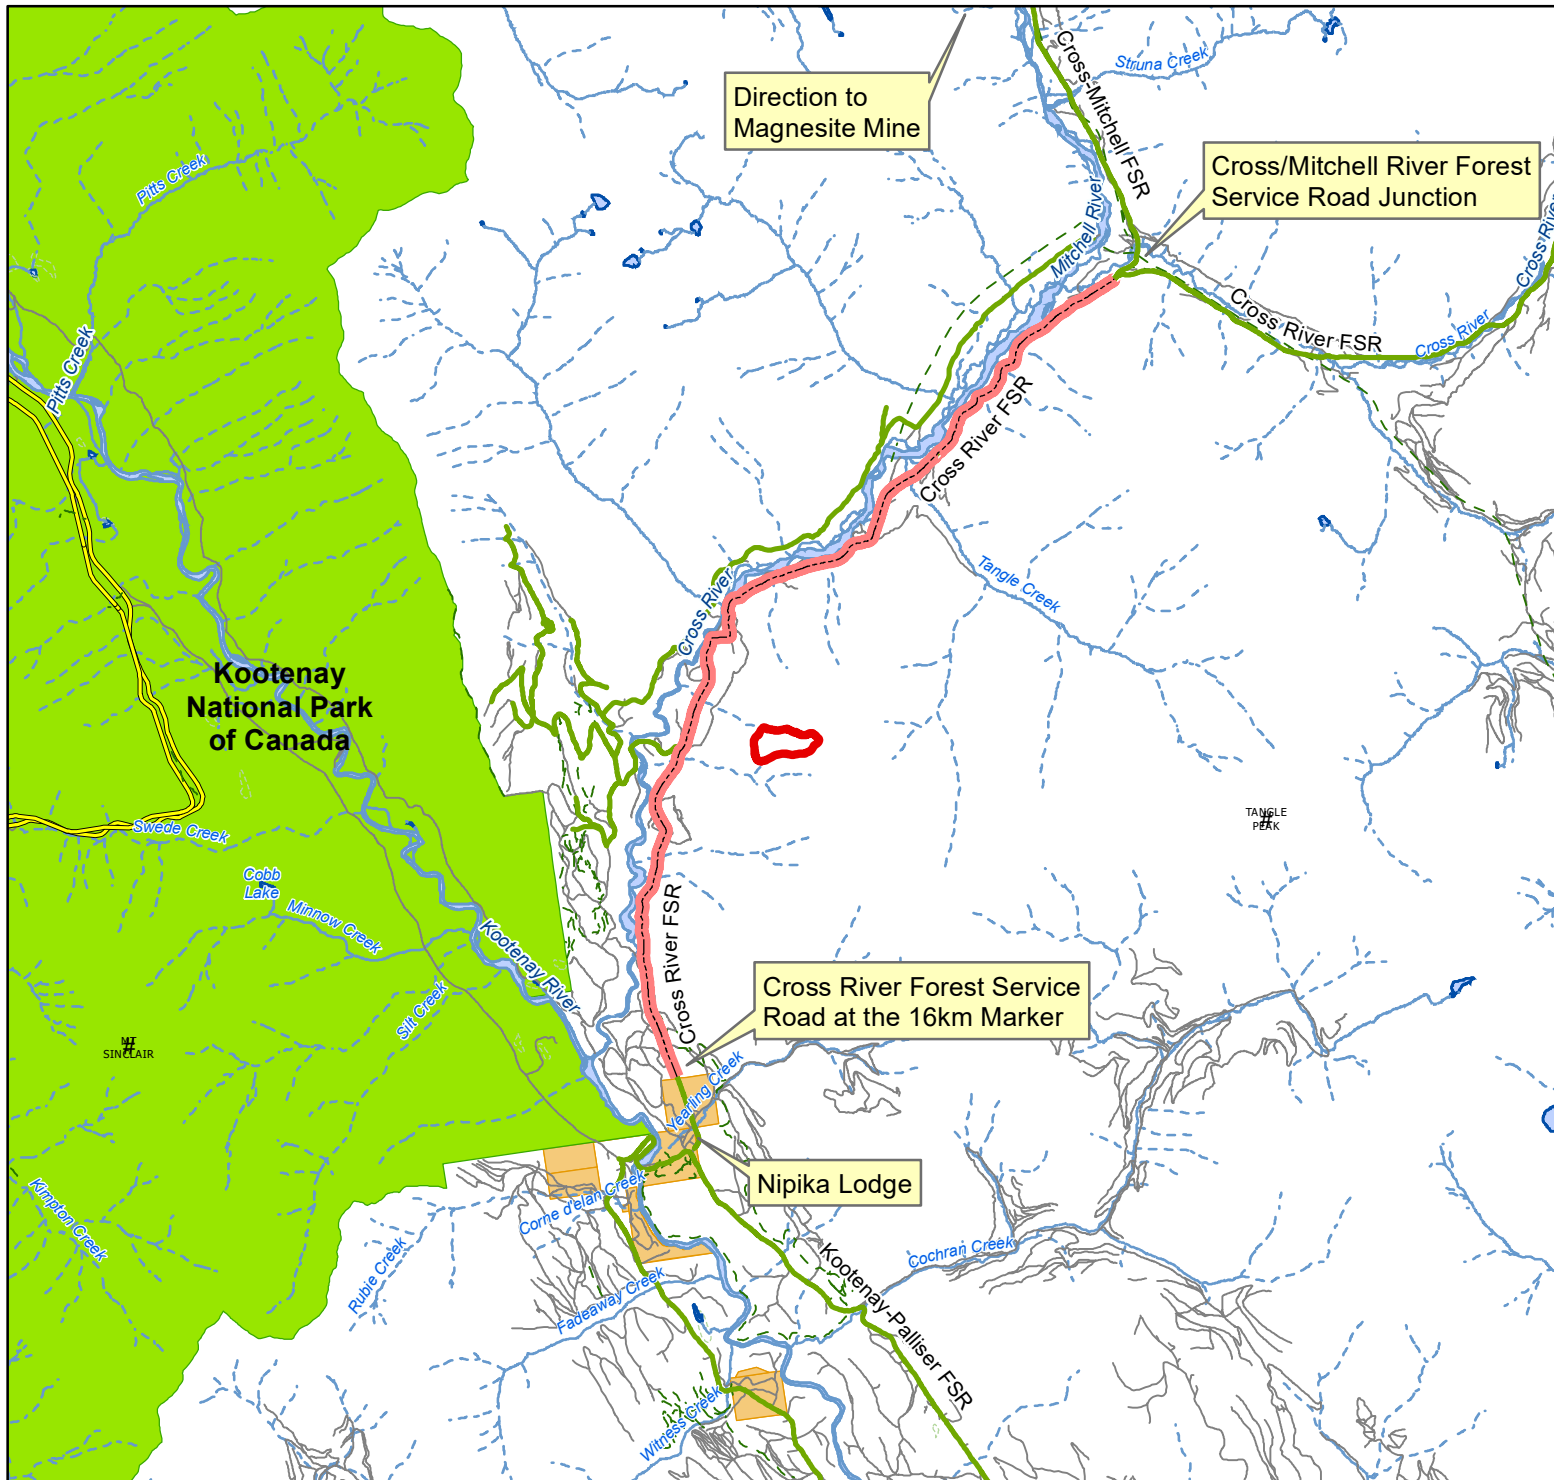 Cross-Mitchell FSR
Struna Creek
Direction to
Magnesite Mine
Cross/Mitchell River Forest
Service Road Junction
Pitts Creek
Mitchell River
Cross River
Cross River FSR
Cross River
Pitts Creek
Cross River FSR
Tangle Creek
Cross River
Kootenay
National Park
of Canada
Swede Creek
TANGLE
#
PEAK
Cobb
Lake
Minnow Creek
Kootenay River
Cross River FSR
Silt Creek
Cross River Forest Service
Road at the 16km Marker
MT
#
SINCLAIR
Yearling Creek
Nipika Lodge
Kimpton Creek
Corne d'elan Creek
Rubie Creek
Cochran Creek
Fadeaway Creek
Kootenay-Palliser FSR
Witness Creek